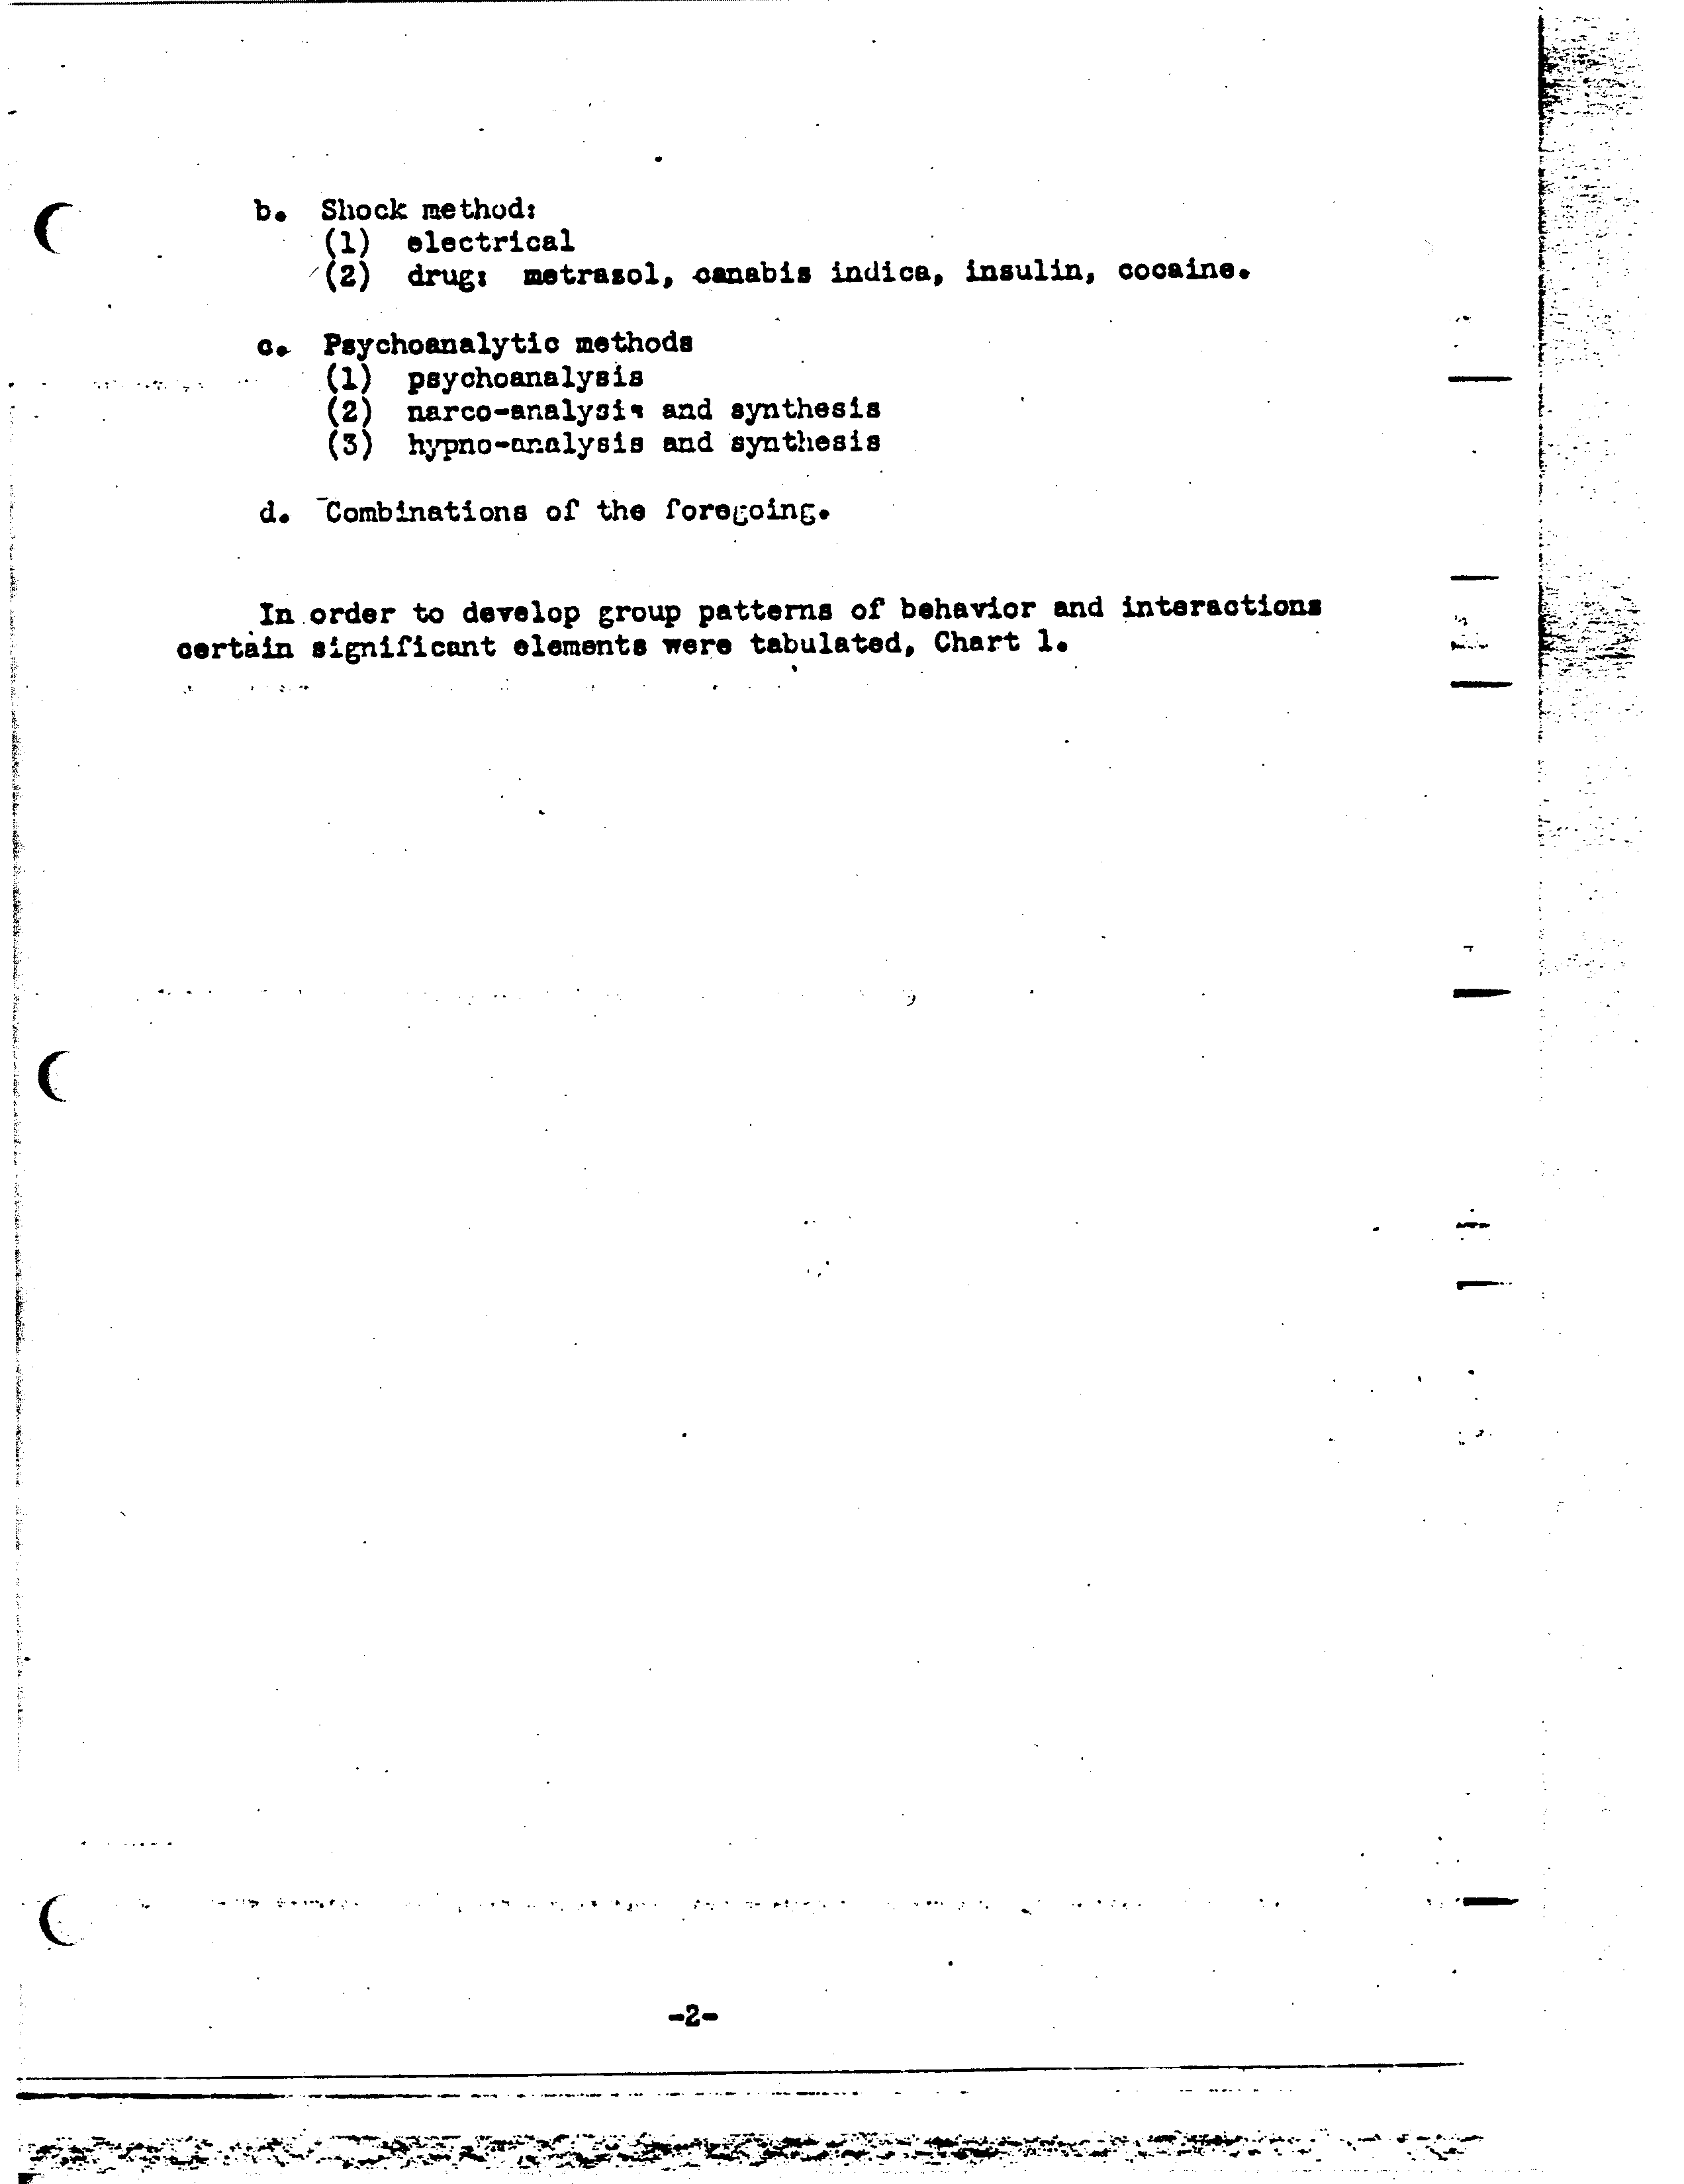 b. Shock method:
(1) electrical
(2) drug: metrasol, canabis indica, insulin, cocaine.
c. Psychoanalytic methods
(1) psychoanalysis
(2) narco-analysis and synthesis
(3) hypno-analysis and synthesis
d. Combinations of the foregoing.
In order to develop group patterns of behavior and interactions
certain significant elements were tabulated, Chart 1.
-2-